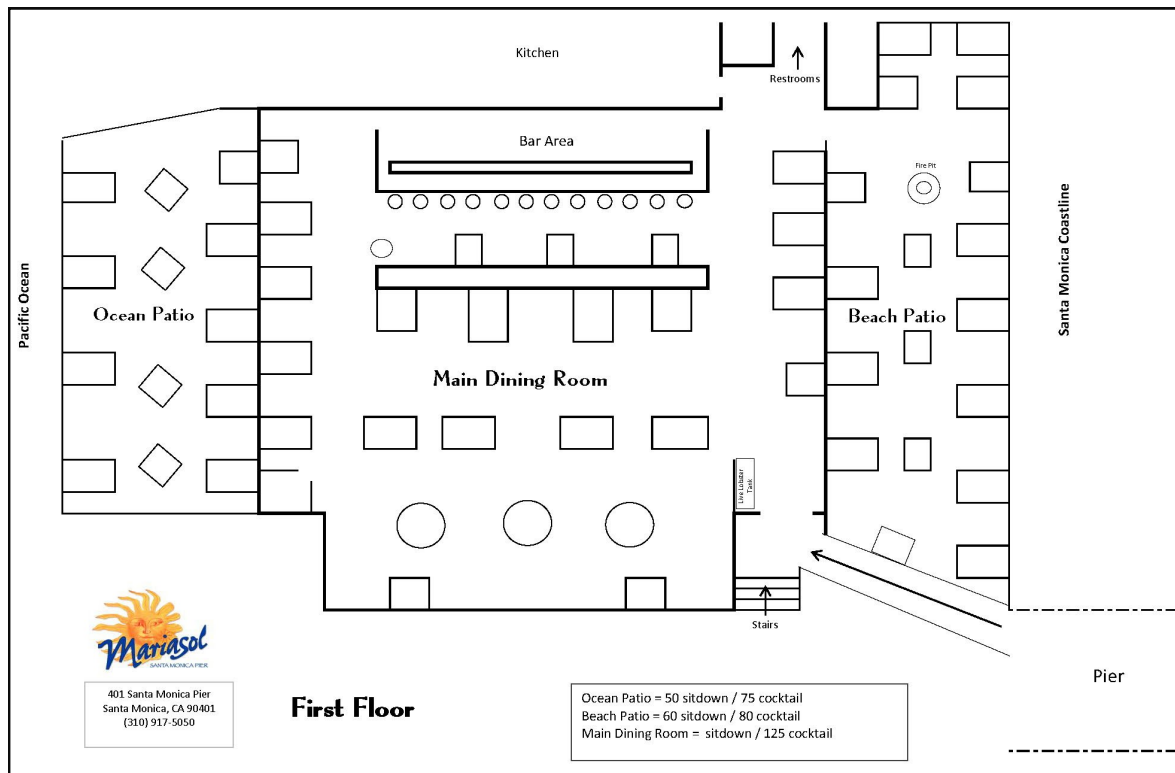 Kitchen
Restrooms
Bar Area
Fire Pit
Pacific Ocean
Ocean Patio
Beach Patio
Santa Monica Coastline
Main Dining Room
Live Lobster
Tank
Stairs
Pier
Mariasol
SANTA MONICA PIER
401 Santa Monica Pier
Santa Monica, CA 90401
(310) 917-5050
First Floor
Ocean Patio = 50 sitdown / 75 cocktail
Beach Patio = 60 sitdown / 80 cocktail
Main Dining Room = sitdown / 125 cocktail